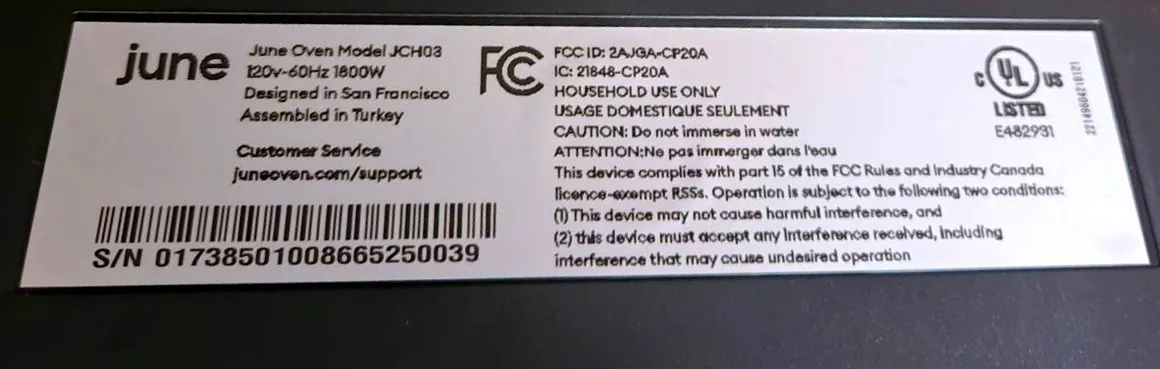 june
June Oven Model JCH03
120v-60Hz 1800W
Designed in San Francisco
Assembled in Turkey
Customer Service
juneoven.com/support
S/N 01738501008665250039
FC
FCC ID: 2AJGA-CP20A
IC: 21848-CP20A
HOUSEHOLD USE ONLY
USAGE DOMESTIQUE SEULEMENT
CAUTION: Do not immerse in water
ATTENTION:Ne pas immerger dans l'eau
This device complies with part 15 of the FCC Rules and Industry Canada
licence-exempt RSSs. Operation is subject to the following two conditions:
(1) This device may not cause harmful interference, and
(2) this device must accept any Interference received, Including
interference that may cause undesired operation
C UL US
LISTED
E482931